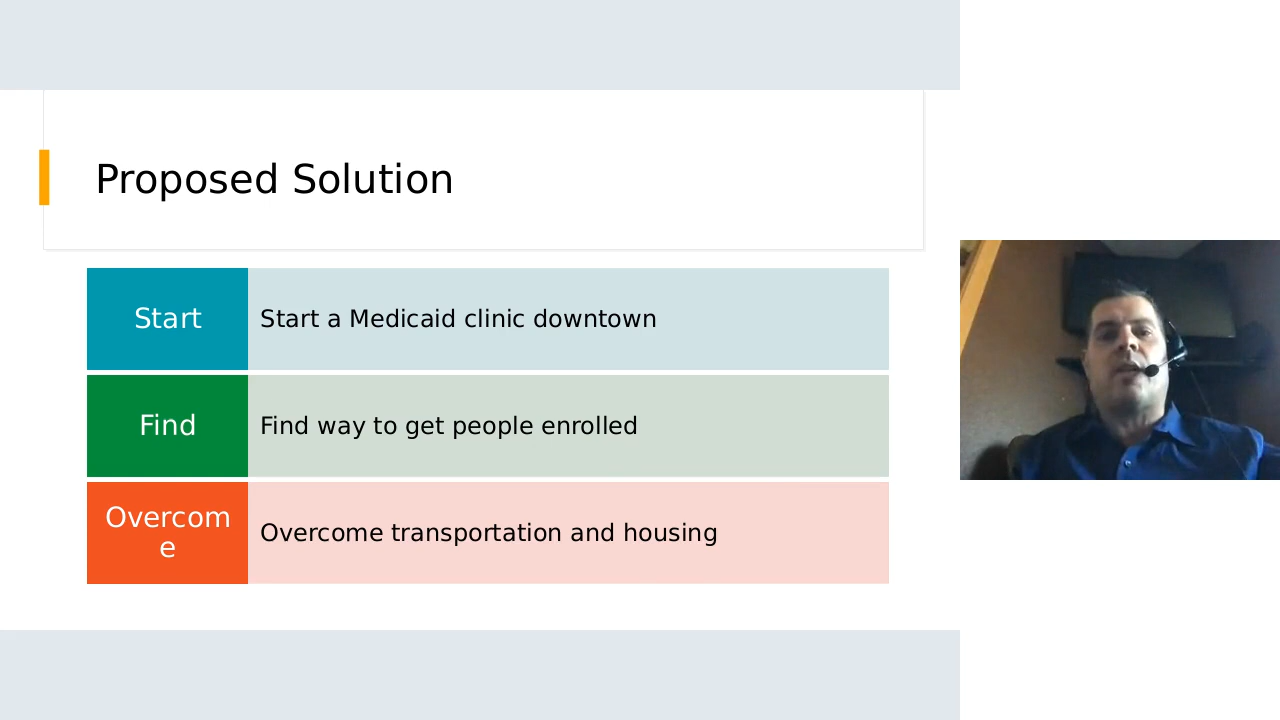 Proposed Solution
Start
Start a Medicaid clinic downtown
Find
Find way to get people enrolled
Overcom
e
Overcome transportation and housing